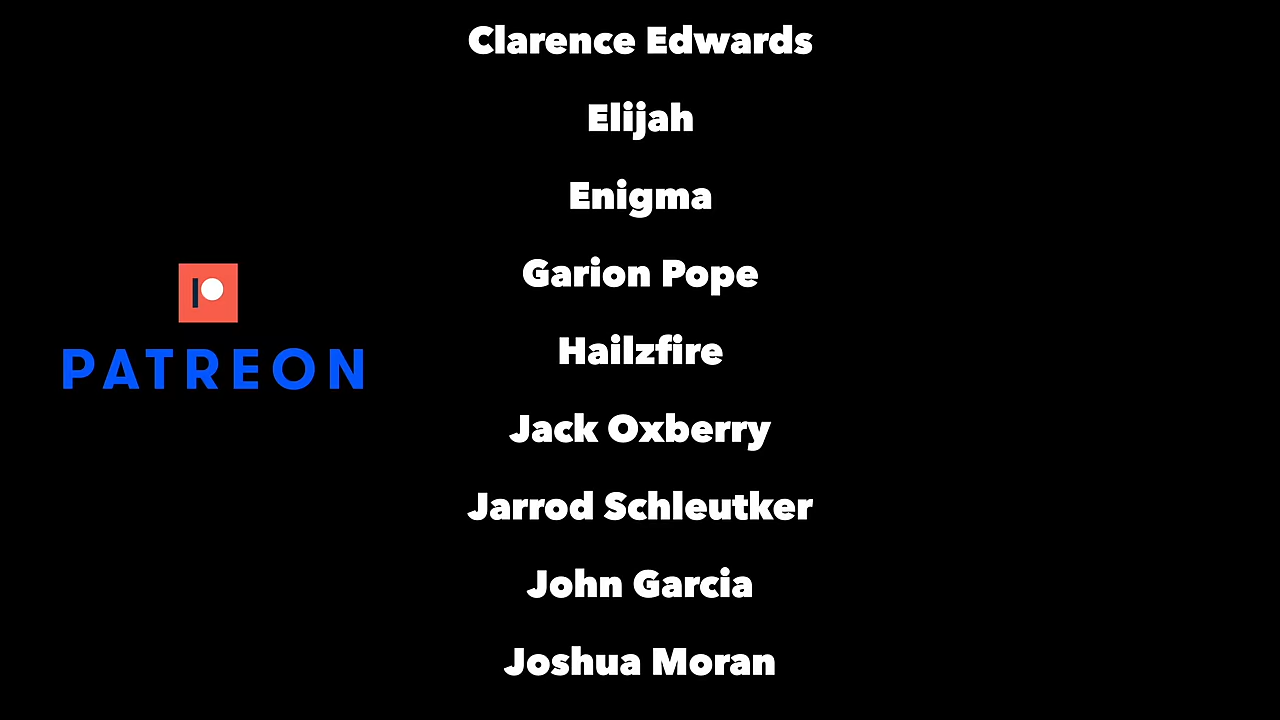 Clarence Edwards
Elijah
Enigma
Garion Pope
Hailzfire
PATREON
Jack Oxberry
Jarrod Schleutker
John Garcia
Joshua Moran